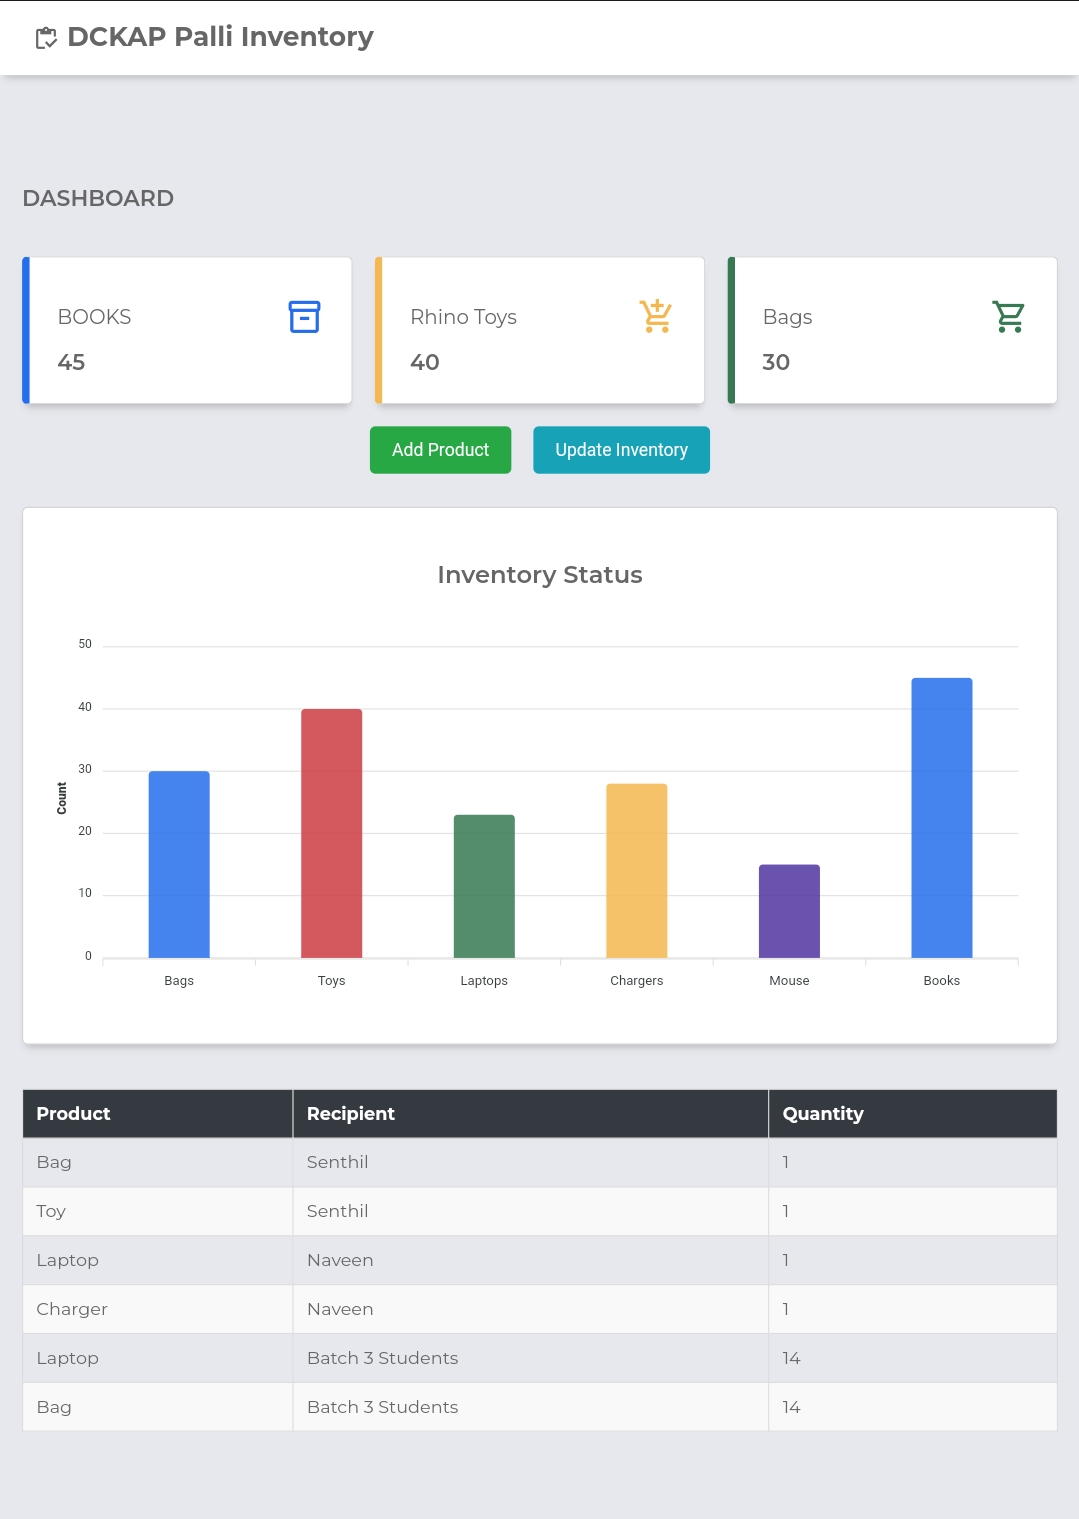 DCKAP Palli Inventory
DASHBOARD
BOOKS
45
Rhino Toys
40
Bags
30
Add Product
Update Inventory
Inventory Status
50
40
30
20
10
0
Count
Bags Toys Laptops Chargers Mouse Books
Product Recipient Quantity
Bag Senthil 1
Toy Senthil 1
Laptop Naveen 1
Charger Naveen 1
Laptop Batch 3 Students 14
Bag Batch 3 Students 14